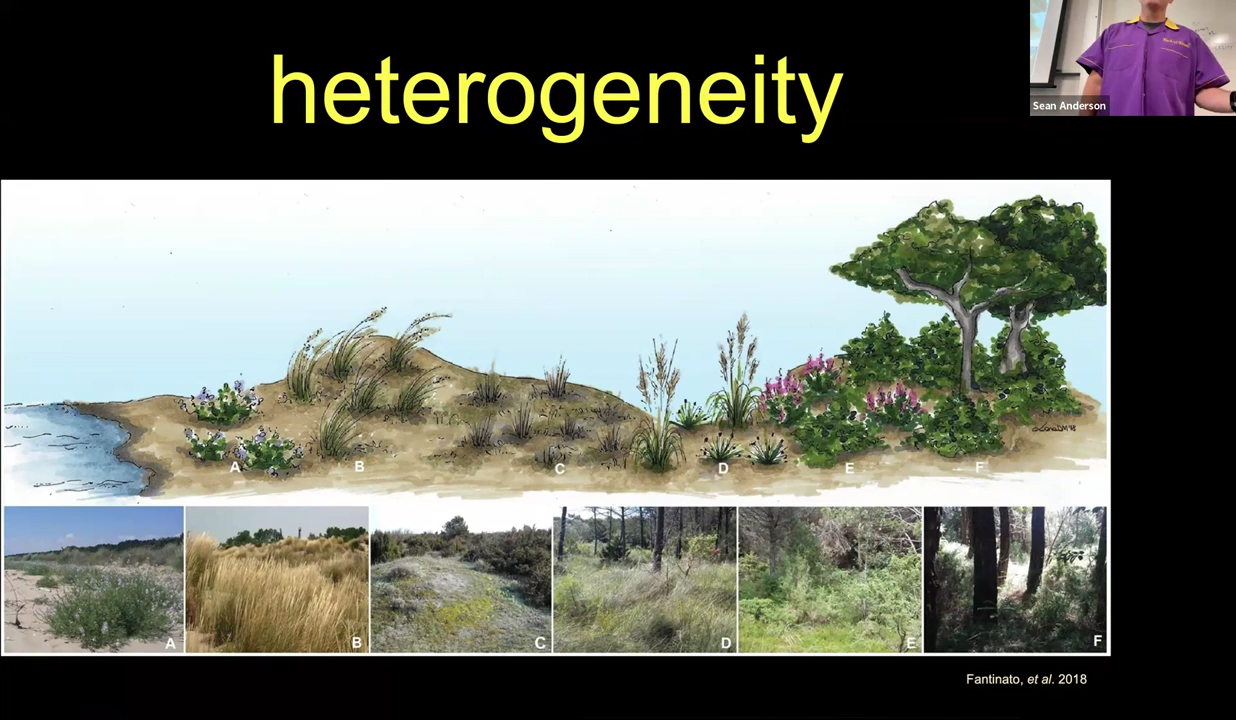 heterogeneity
Sean Anderson
A
B
C
D
E
F
A
B
C
D
E
F
Fantinato, et al. 2018